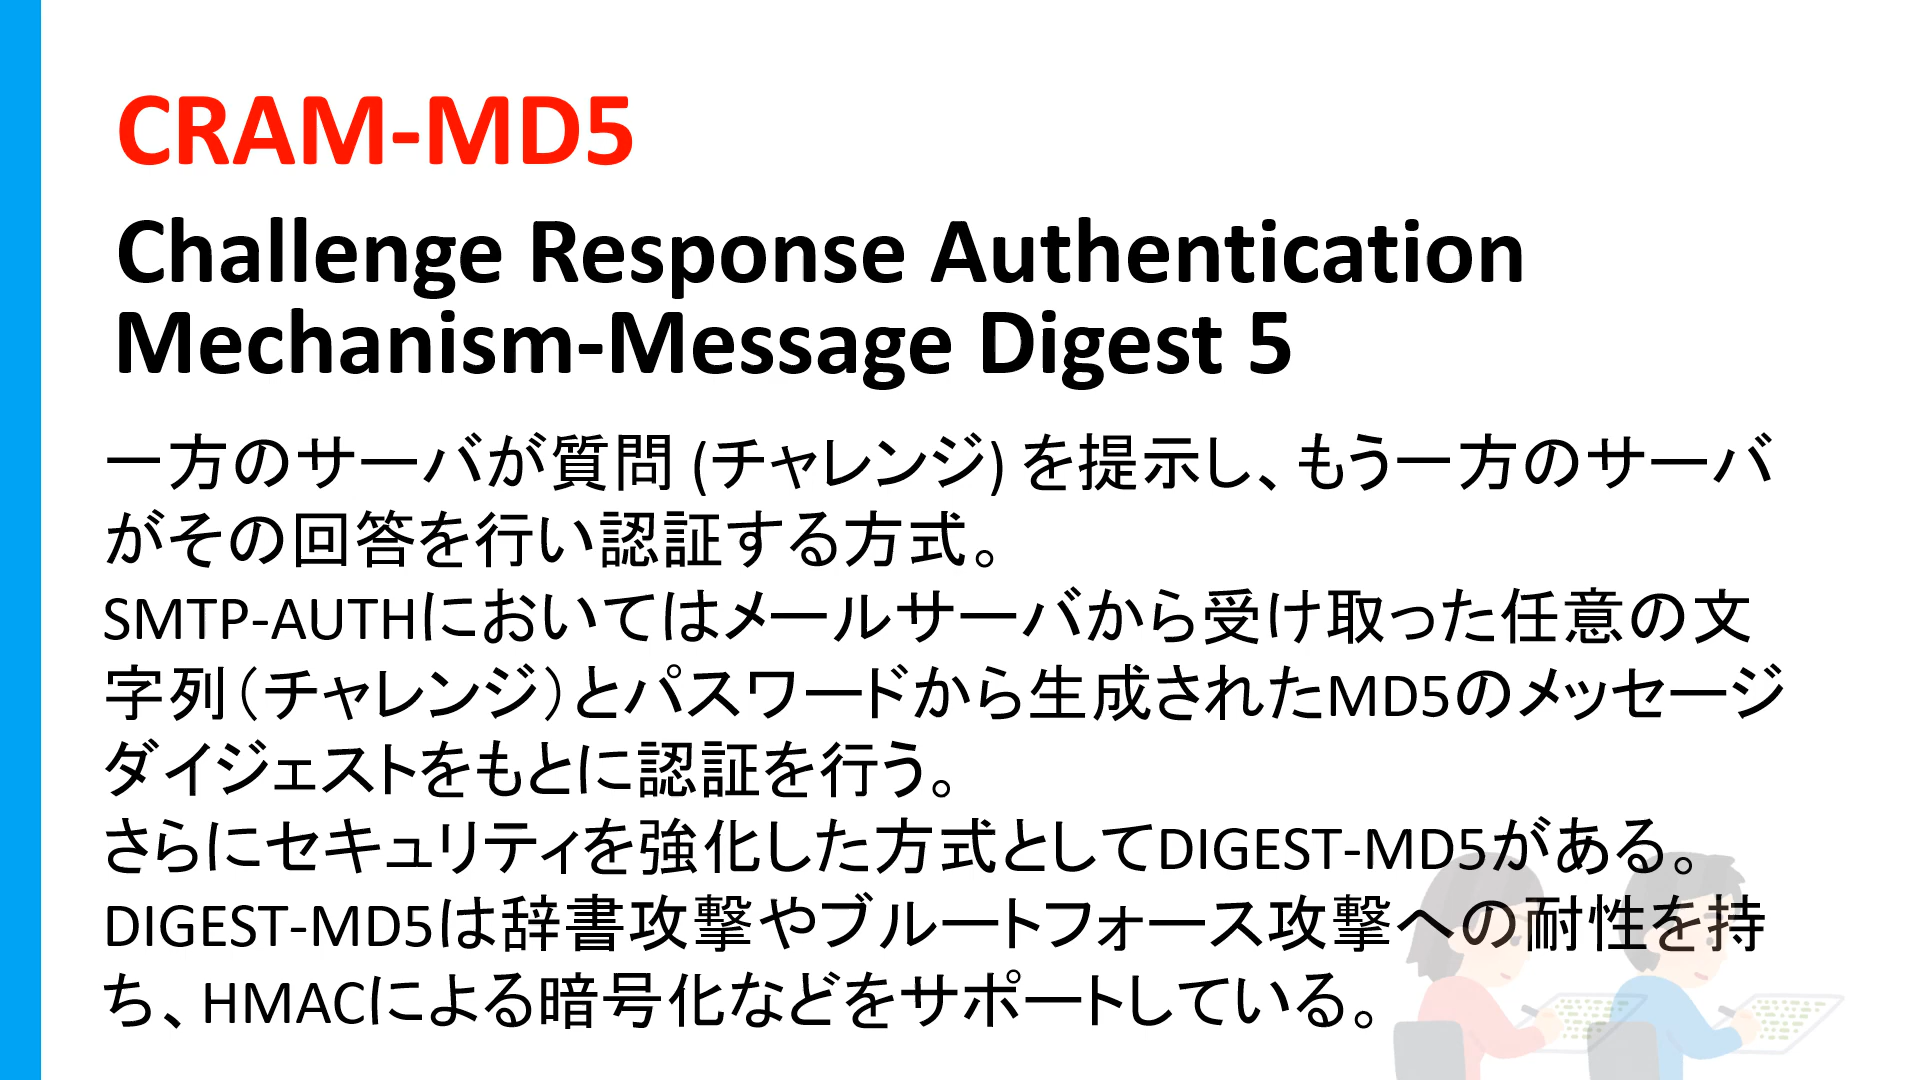 CRAM-MD5
Challenge Response Authentication
Mechanism-Message Digest 5
一方のサーバが質問 (チャレンジ) を提示し、もう一方のサーバ
がその回答を行い認証する方式。
SMTP-AUTHにおいてはメールサーバから受け取った任意の文
字列（チャレンジ）とパスワードから生成されたMD5のメッセージ
ダイジェストをもとに認証を行う。
さらにセキュリティを強化した方式としてDIGEST-MD5がある。
DIGEST-MD5は辞書攻撃やブルートフォース攻撃への耐性を持
ち、HMACによる暗号化などをサポートしている。